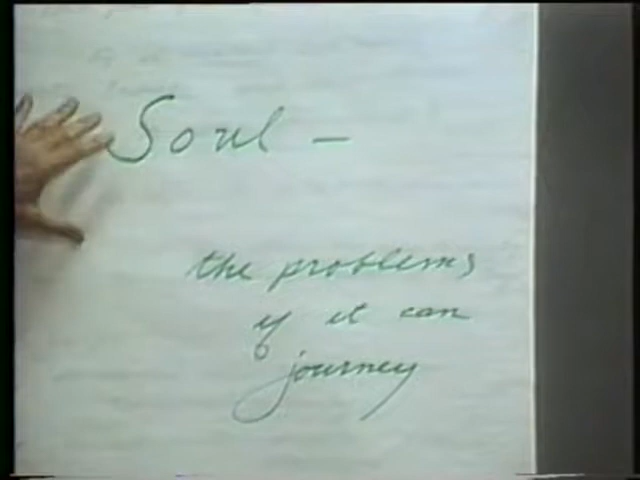 Soul –
the problems
if it can
journey